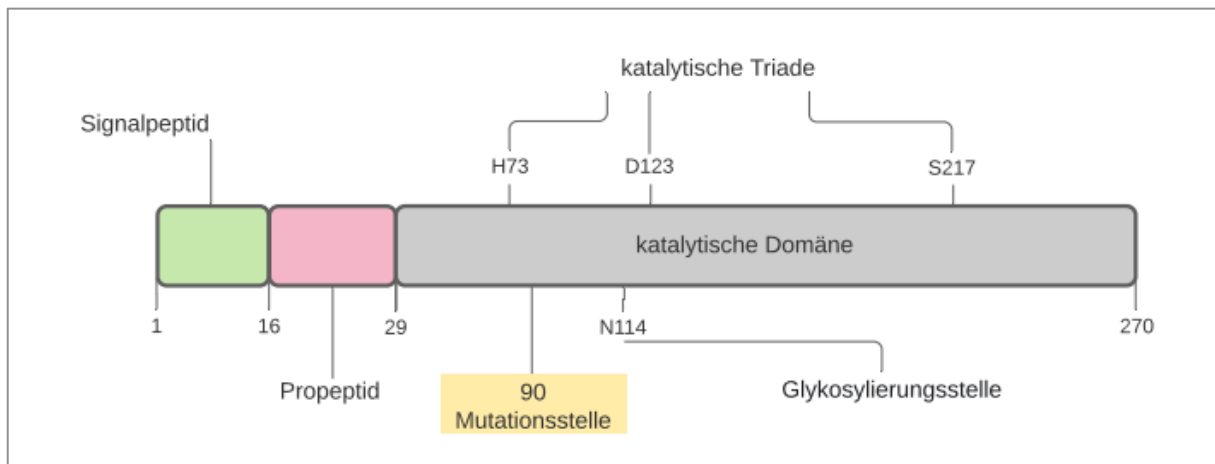 katalytische Triade
Signalpeptid
H73
D123
S217
katalytische Domäne
1
16
29
N114
270
Propeptid
90
Mutationsstelle
Glykosylierungsstelle